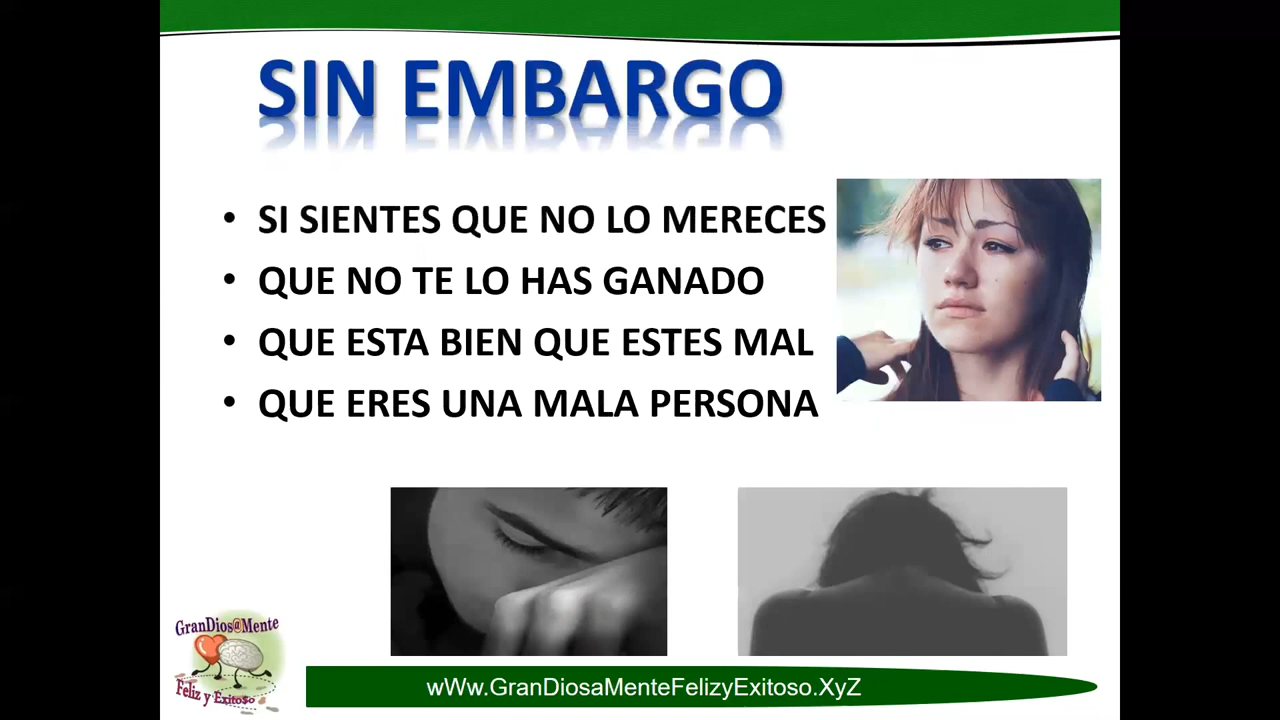 SIN EMBARGO
• SI SIENTES QUE NO LO MERECES
• QUE NO TE LO HAS GANADO
• QUE ESTA BIEN QUE ESTES MAL
• QUE ERES UNA MALA PERSONA
GranDios@Mente
Feliz y Exitoso
wWw.GranDiosaMenteFelizyExitoso.XyZ